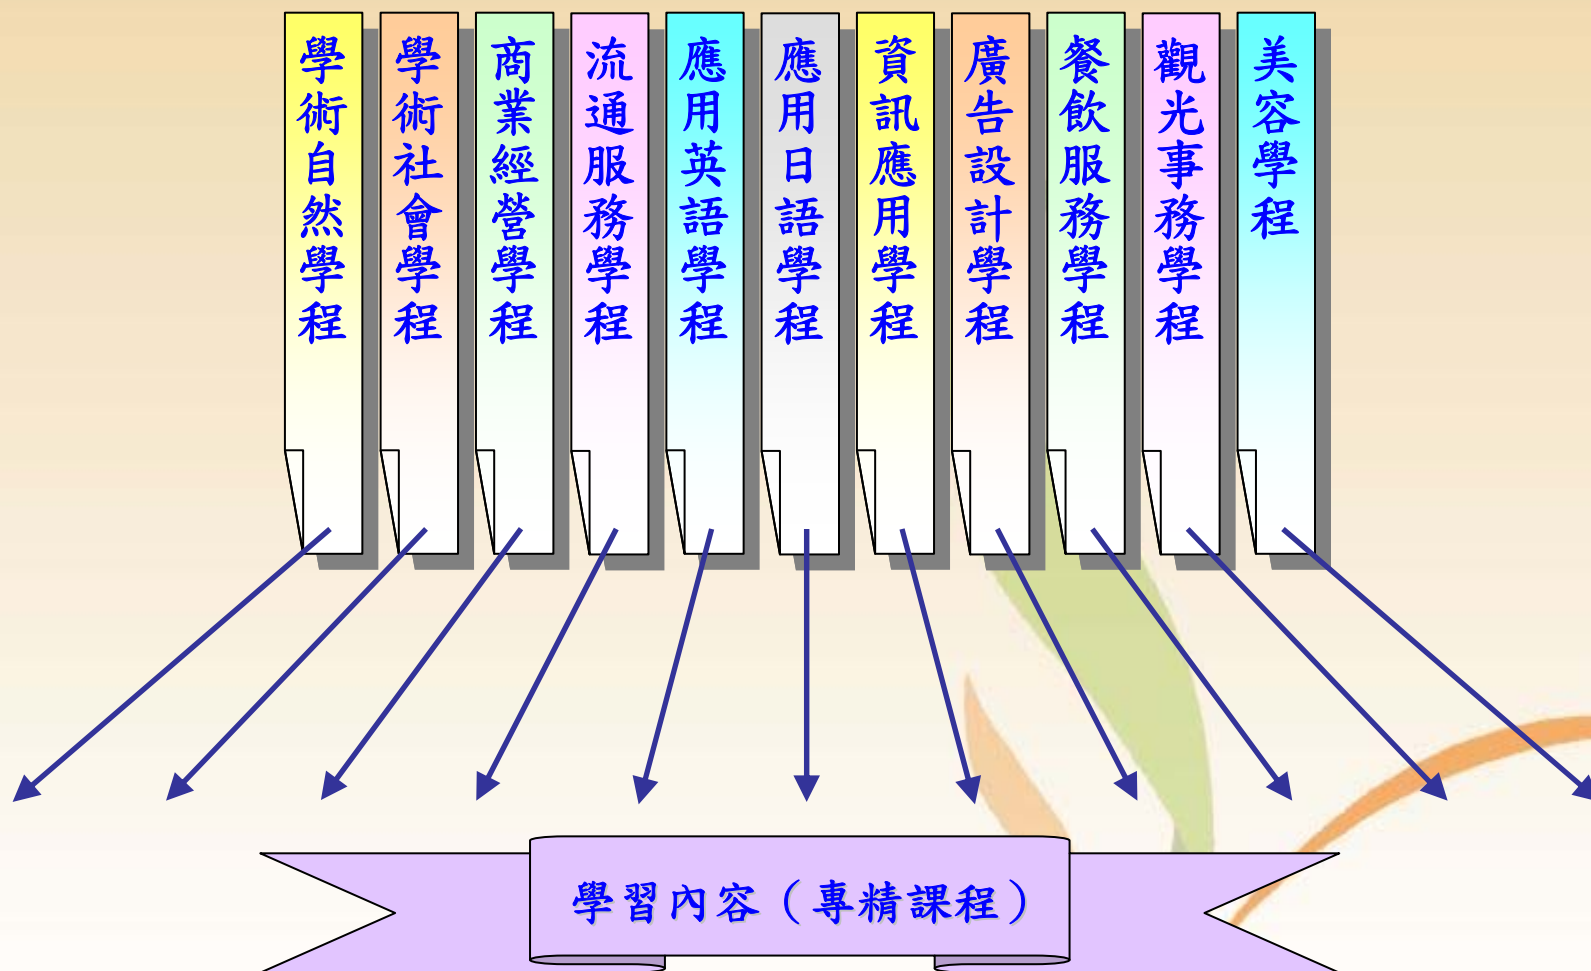 學術自然學程
學術社會學程
商業經營學程
流通服務學程
應用英語學程
應用日語學程
資訊應用學程
廣告設計學程
餐飲服務學程
觀光事務學程
美容學程
學習內容（專精課程）